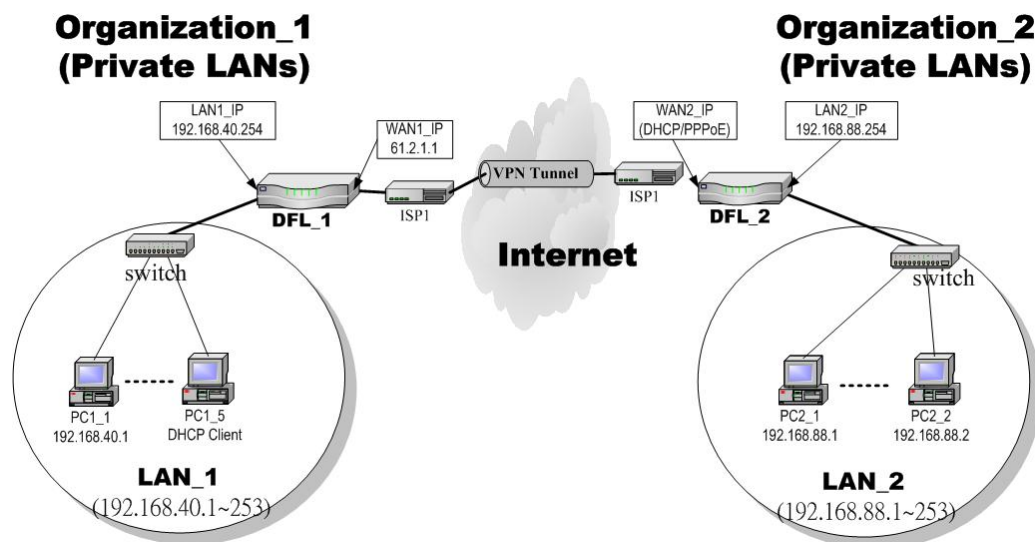 Organization_1
(Private LANs)
Organization_2
(Private LANs)
LAN1_IP
192.168.40.254
WAN1_IP
61.2.1.1
WAN2_IP
(DHCP/PPPoE)
LAN2_IP
192.168.88.254
VPN Tunnel
ISP1
ISP1
DFL_1
DFL_2
Internet
switch
switch
PC1_1
192.168.40.1
PC1_5
DHCP Client
PC2_1
192.168.88.1
PC2_2
192.168.88.2
LAN_1
(192.168.40.1~253)
LAN_2
(192.168.88.1~253)